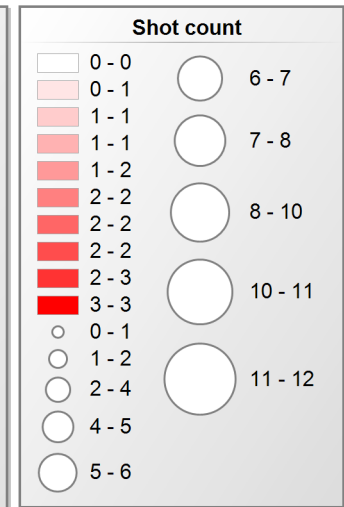 Shot count
0 - 0
0 - 1
1 - 1
1 - 1
1 - 2
2 - 2
2 - 2
2 - 2
2 - 3
3 - 3
0 - 1
1 - 2
2 - 4
4 - 5
5 - 6
6 - 7
7 - 8
8 - 10
10 - 11
11 - 12